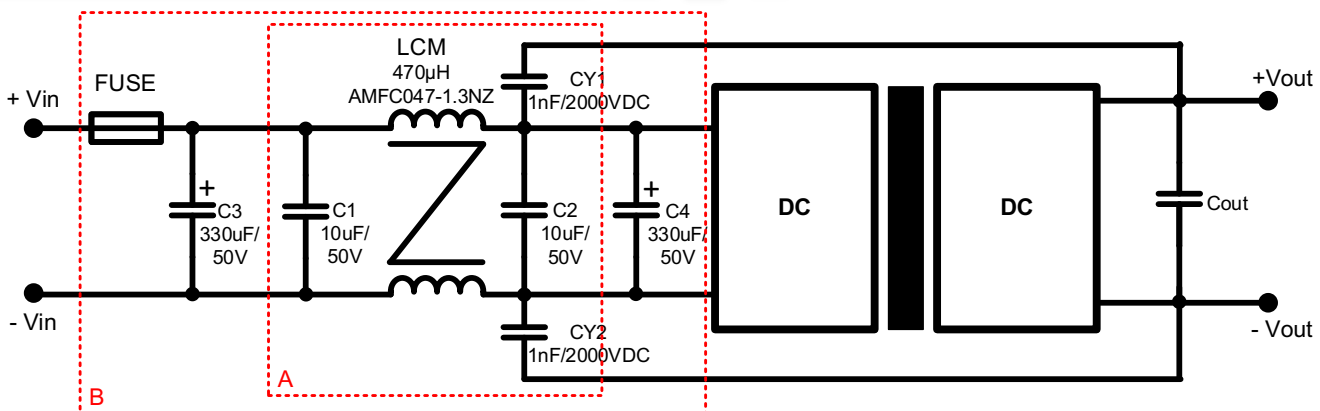 LCM
470µH
AMFC047-1.3NZ
FUSE
CY1
1nF/2000VDC
+ Vin
+Vout
+
C3
330uF/
50V
C1
10uF/
50V
C2
10uF/
50V
+
C4
330uF/
50V
DC
DC
Cout
- Vin
CY2
1nF/2000VDC
- Vout
A
B